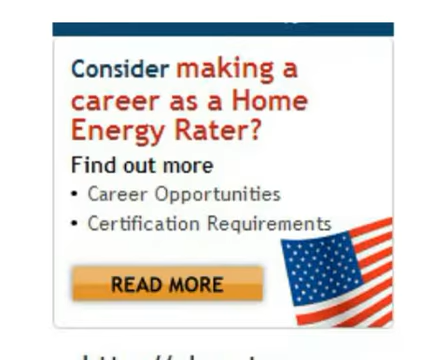 Consider making a
career as a Home
Energy Rater?
Find out more
• Career Opportunities
• Certification Requirements
READ MORE